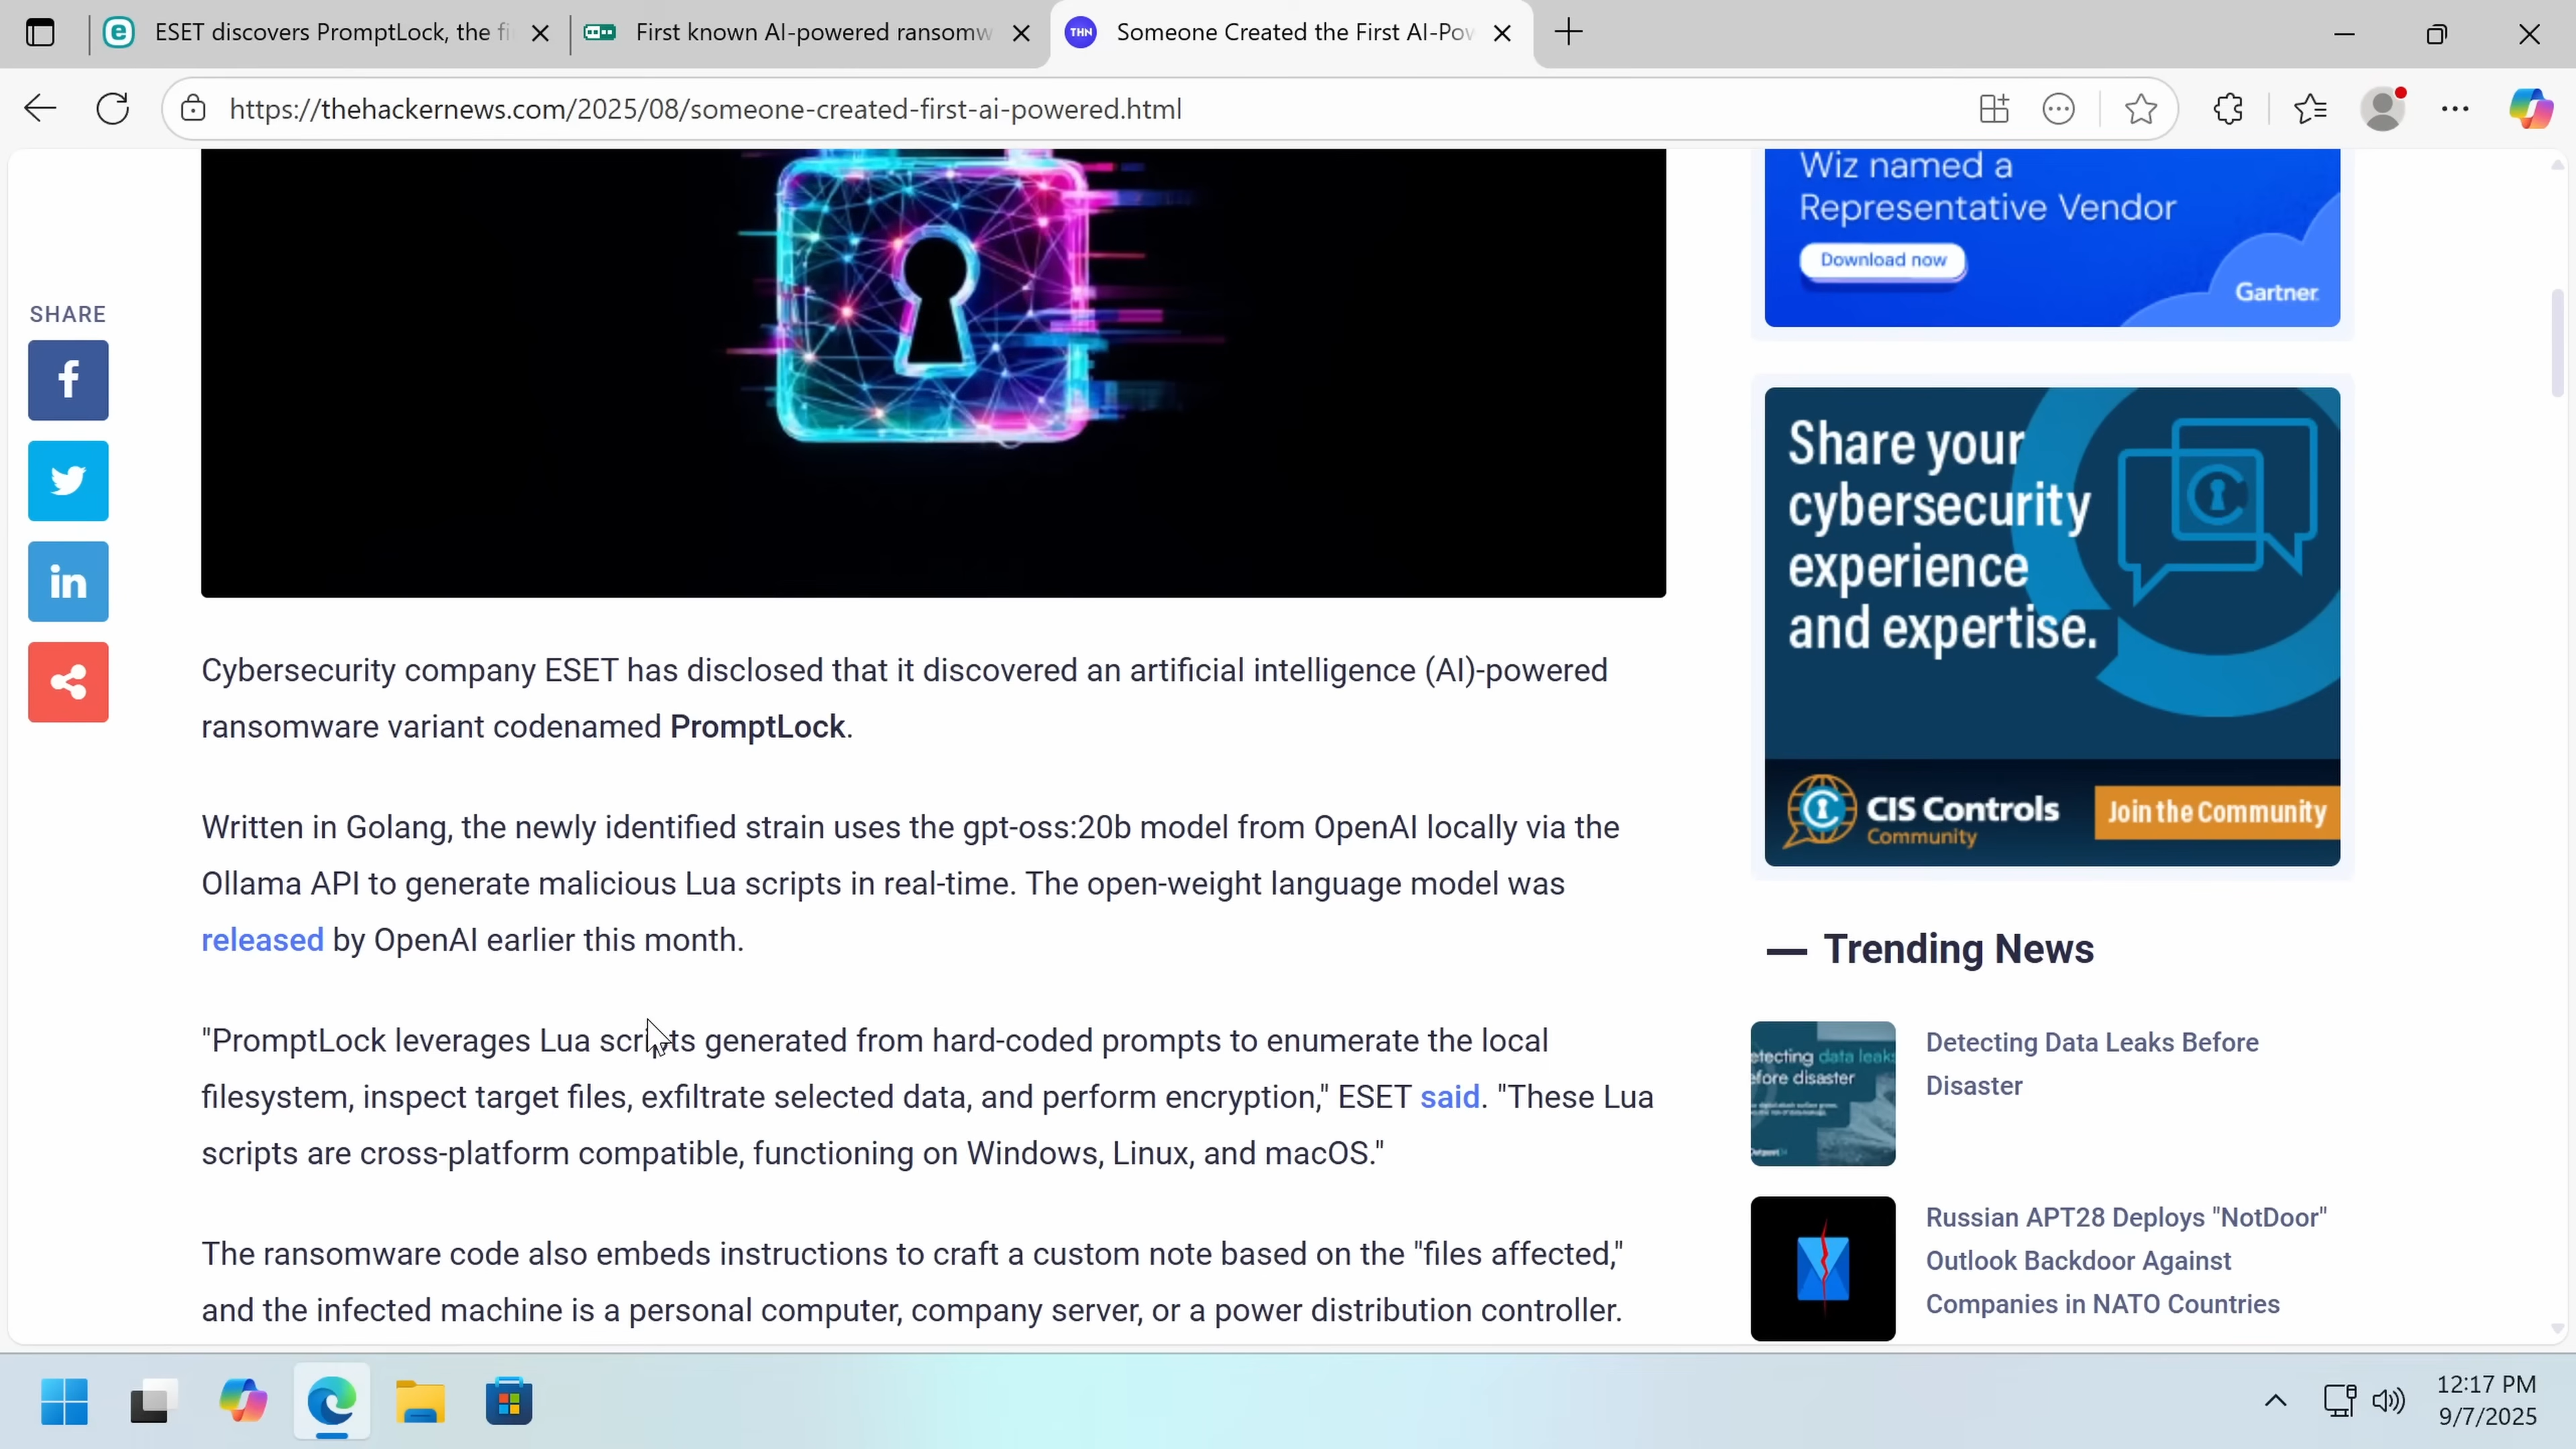 ESET discovers PromptLock, the fi
First known AI-powered ransomw
THN
Someone Created the First AI-Pow
https://thehackernews.com/2025/08/someone-created-first-ai-powered.html
SHARE
Wiz named a
Representative Vendor
Download now
Gartner
Share your
cybersecurity
experience
and expertise.
CIS Controls
Community
Join the Community
Cybersecurity company ESET has disclosed that it discovered an artificial intelligence (AI)-powered
ransomware variant codenamed PromptLock.
Written in Golang, the newly identified strain uses the gpt-oss:20b model from OpenAI locally via the
Ollama API to generate malicious Lua scripts in real-time. The open-weight language model was
released by OpenAI earlier this month.
"PromptLock leverages Lua scripts generated from hard-coded prompts to enumerate the local
filesystem, inspect target files, exfiltrate selected data, and perform encryption," ESET said. "These Lua
scripts are cross-platform compatible, functioning on Windows, Linux, and macOS."
The ransomware code also embeds instructions to craft a custom note based on the "files affected,"
and the infected machine is a personal computer, company server, or a power distribution controller.
Trending News
etecting data leaks
efore disaster
Detecting Data Leaks Before
Disaster
Russian APT28 Deploys "NotDoor"
Outlook Backdoor Against
Companies in NATO Countries
12:17 PM
9/7/2025